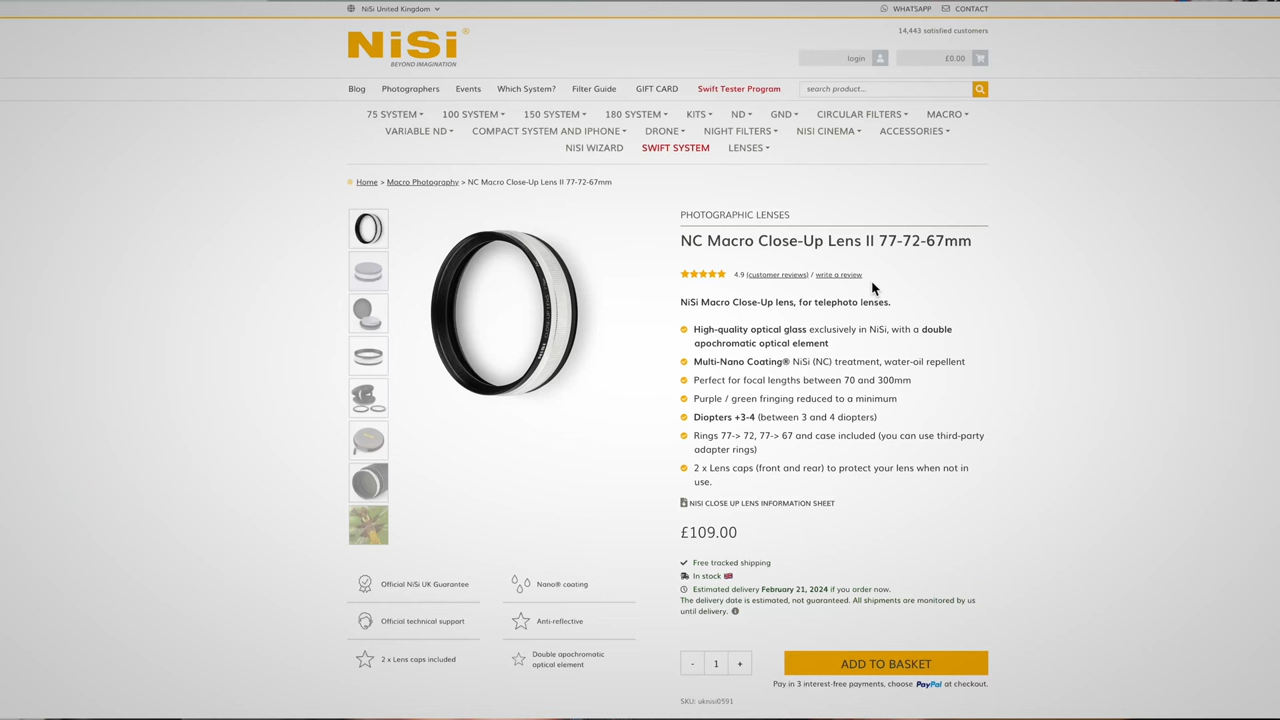 NiSi United Kingdom
WHATSAPP
CONTACT
NiSi®
BEYOND IMAGINATION
14,443 satisfied customers
login
£0.00
Blog
Photographers
Events
Which System?
Filter Guide
GIFT CARD
Swift Tester Program
search product...
75 SYSTEM
100 SYSTEM
150 SYSTEM
180 SYSTEM
KITS
ND
GND
CIRCULAR FILTERS
MACRO
VARIABLE ND
COMPACT SYSTEM AND IPHONE
DRONE
NIGHT FILTERS
NISI CINEMA
ACCESSORIES
NISI WIZARD
SWIFT SYSTEM
LENSES
Home > Macro Photography > NC Macro Close-Up Lens II 77-72-67mm
PHOTOGRAPHIC LENSES
NC Macro Close-Up Lens II 77-72-67mm
4.9 (customer reviews) / write a review
NiSi Macro Close-Up lens, for telephoto lenses.
High-quality optical glass exclusively in NiSi, with a double
apochromatic optical element
Multi-Nano Coating® NiSi (NC) treatment, water-oil repellent
Perfect for focal lengths between 70 and 300mm
Purple / green fringing reduced to a minimum
Diopters +3-4 (between 3 and 4 diopters)
Rings 77-> 72, 77-> 67 and case included (you can use third-party
adapter rings)
2 x Lens caps (front and rear) to protect your lens when not in
use.
NISI CLOSE UP LENS INFORMATION SHEET
£109.00
Free tracked shipping
In stock
Estimated delivery February 21, 2024 if you order now.
The delivery date is estimated, not guaranteed. All shipments are monitored by us
until delivery.
Official NiSi UK Guarantee
Nano® coating
Official technical support
Anti-reflective
2 x Lens caps included
Double apochromatic
optical element
- 1 +
ADD TO BASKET
Pay in 3 interest-free payments, choose PayPal at checkout.
SKU: uknisi0591